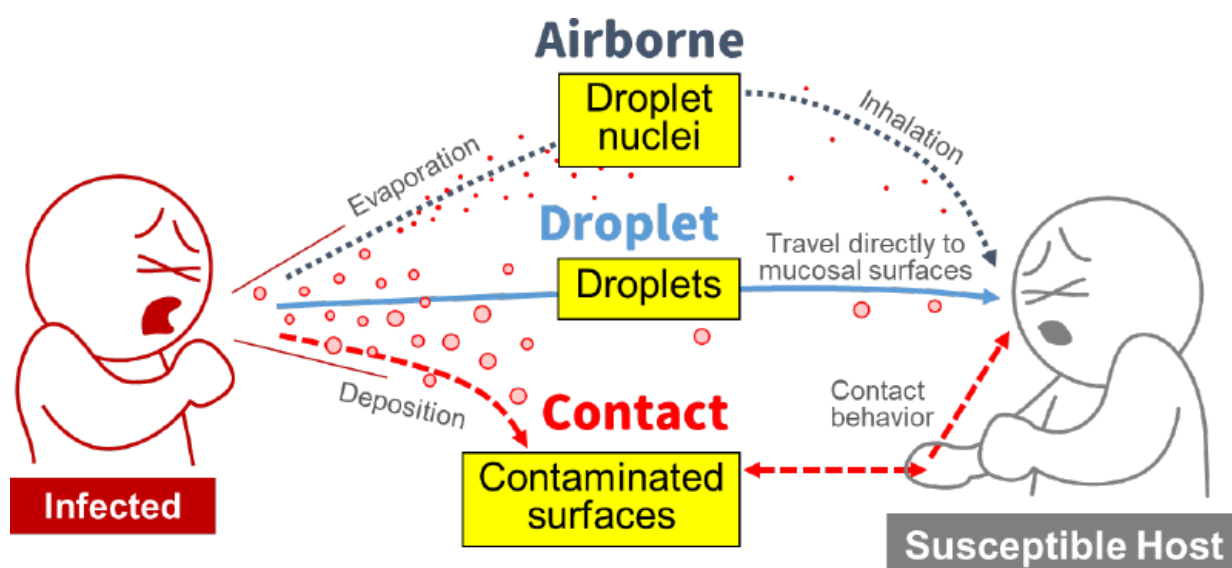 Airborne
Droplet
nuclei
Evaporation
Inhalation
Droplet
Droplets
Travel directly to
mucosal surfaces
Deposition
Contact
Contact
behavior
Contaminated
surfaces
Infected
Susceptible Host